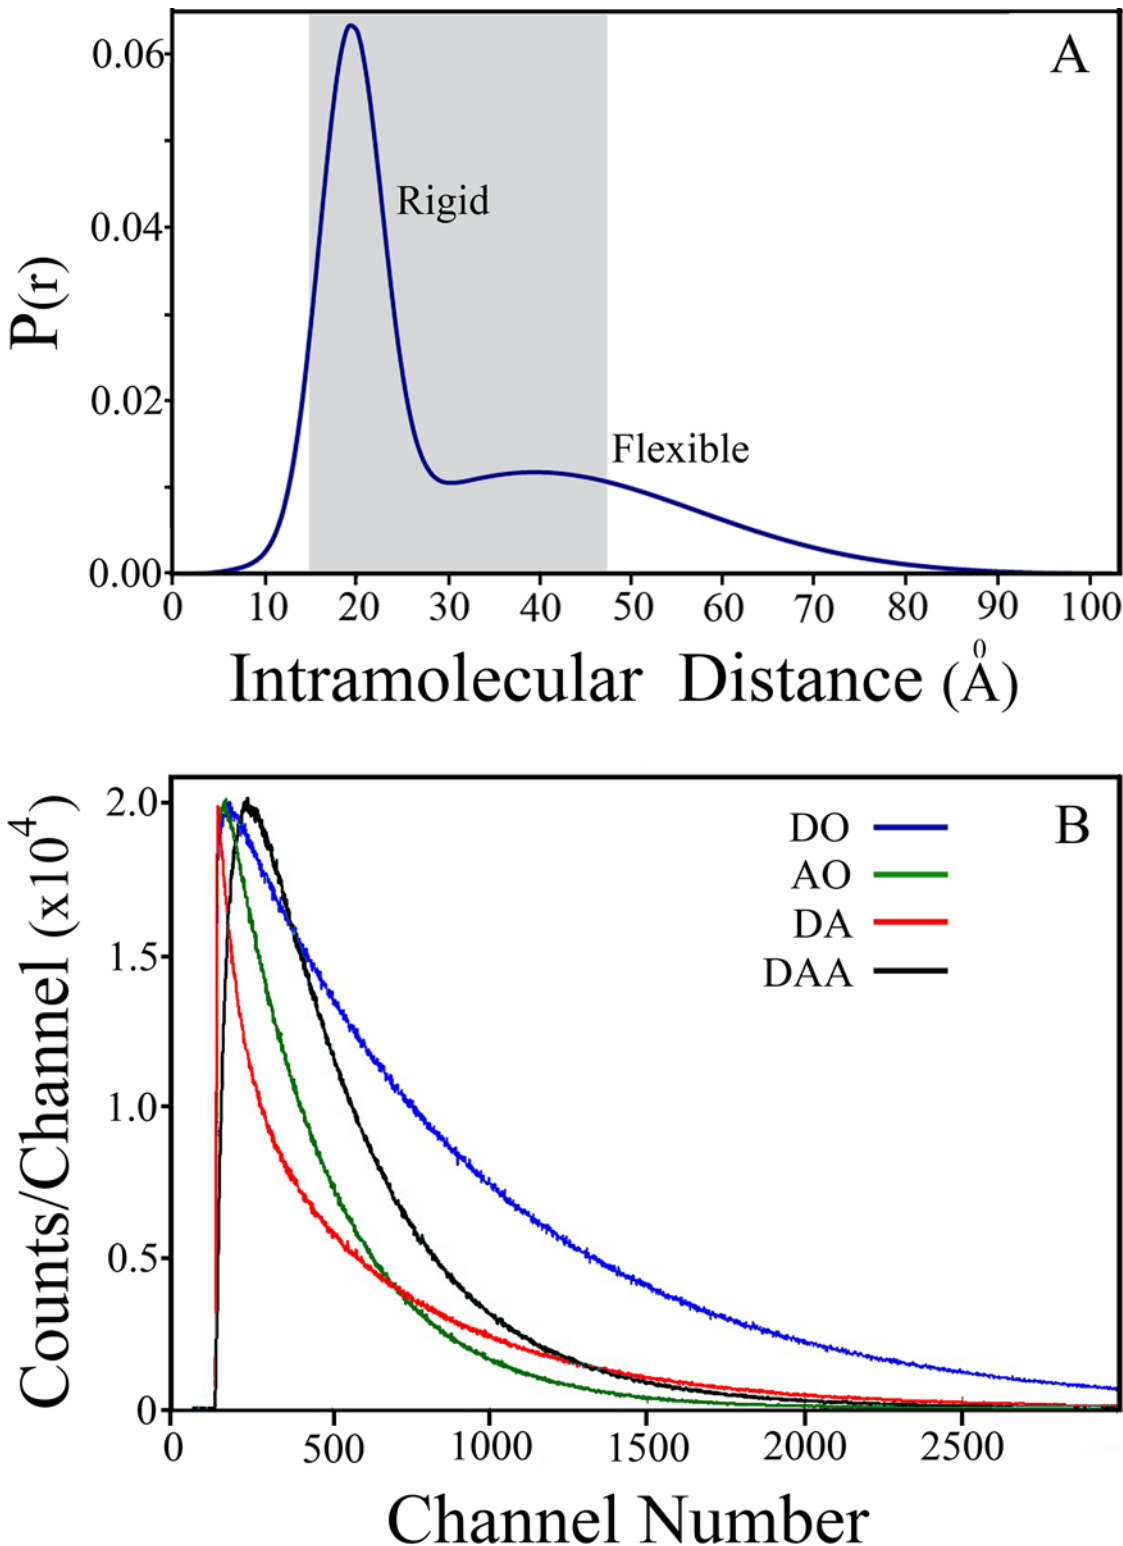 A
0.06
0.04
0.02
0.00
P(r)
Rigid
Flexible
0 10 20 30 40 50 60 70 80 90 100
Intramolecular Distance (Å)
B
2.0
1.5
1.0
0.5
0
Counts/Channel (x10⁴)
DO
AO
DA
DAA
0 500 1000 1500 2000 2500
Channel Number